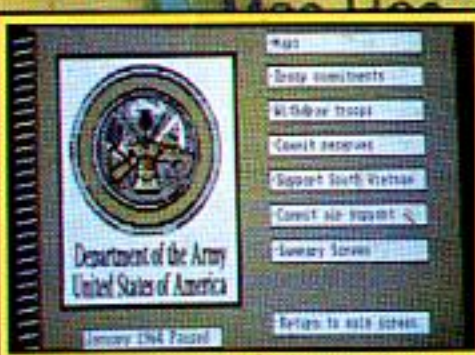 Maps
Troop commitments
Withdraw troops
Commit reserves
Support South Vietnam
Commit air support
Summary Screen
Department of the Army
United States of America
January 1964 Paused
Return to main screen